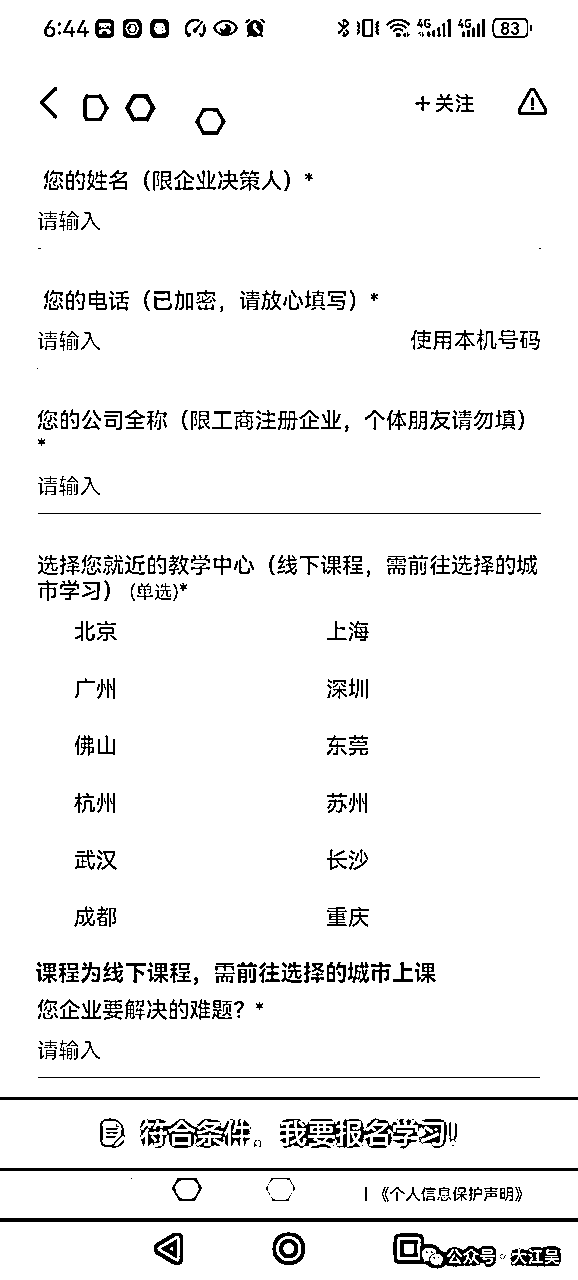 6:44 4G 4G 83
+关注
您的姓名（限企业决策人）*
请输入
您的电话（已加密，请放心填写）*
请输入 使用本机号码
您的公司全称（限工商注册企业，个体朋友请勿填）
*
请输入
选择您就近的教学中心（线下课程，需前往选择的城
市学习）(单选)*
北京 上海
广州 深圳
佛山 东莞
杭州 苏州
武汉 长沙
成都 重庆
课程为线下课程，需前往选择的城市上课
您企业要解决的难题？*
请输入
符合条件。我要报名学习!!
| 《个人信息保护声明》
公众号·大江吴